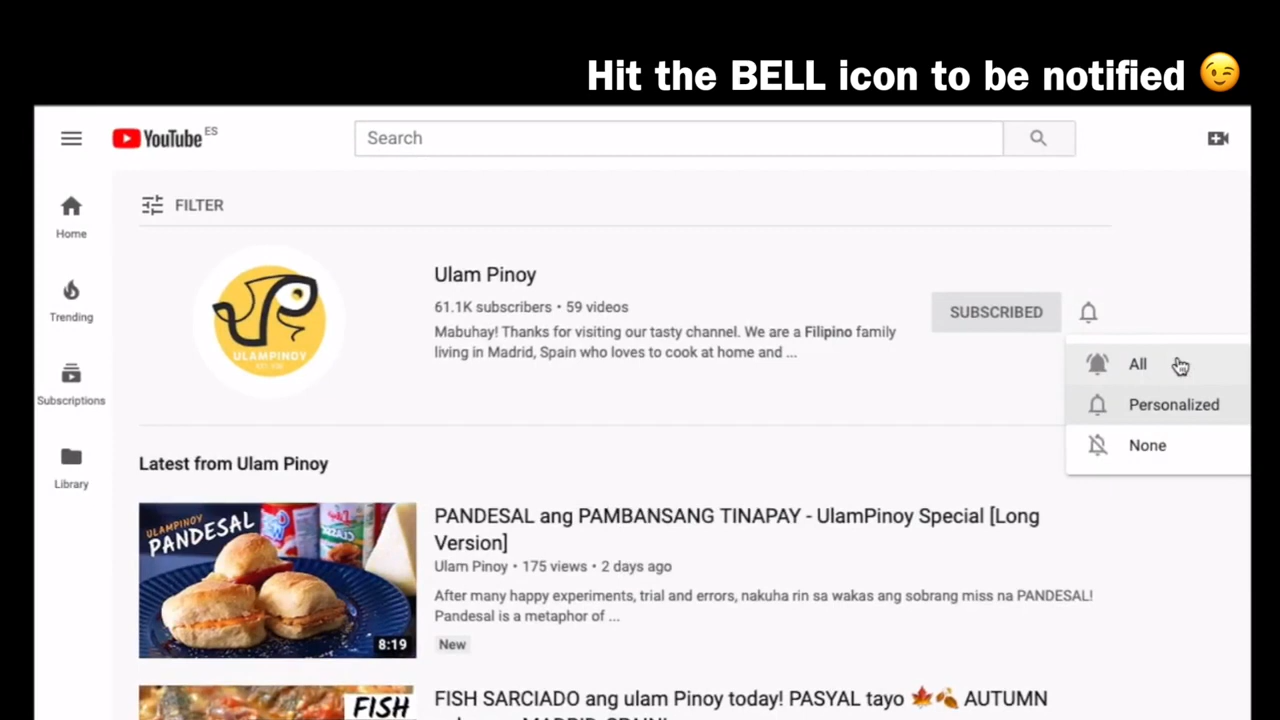 Hit the BELL icon to be notified 😉
YouTube ES
Search
FILTER
Home
Trending
Subscriptions
Library
ULAMPINOY
Ulam Pinoy
61.1K subscribers • 59 videos
Mabuhay! Thanks for visiting our tasty channel. We are a Filipino family
living in Madrid, Spain who loves to cook at home and ...
SUBSCRIBED
All
Personalized
None
Latest from Ulam Pinoy
ULAMPINOY
PANDESAL
8:19
PANDESAL ang PAMBANSANG TINAPAY - UlamPinoy Special [Long
Version]
Ulam Pinoy • 175 views • 2 days ago
After many happy experiments, trial and errors, nakuha rin sa wakas ang sobrang miss na PANDESAL!
Pandesal is a metaphor of ...
New
FISH
FISH SARCIADO ang ulam Pinoy today! PASYAL tayo 🍁🍂 AUTUMN